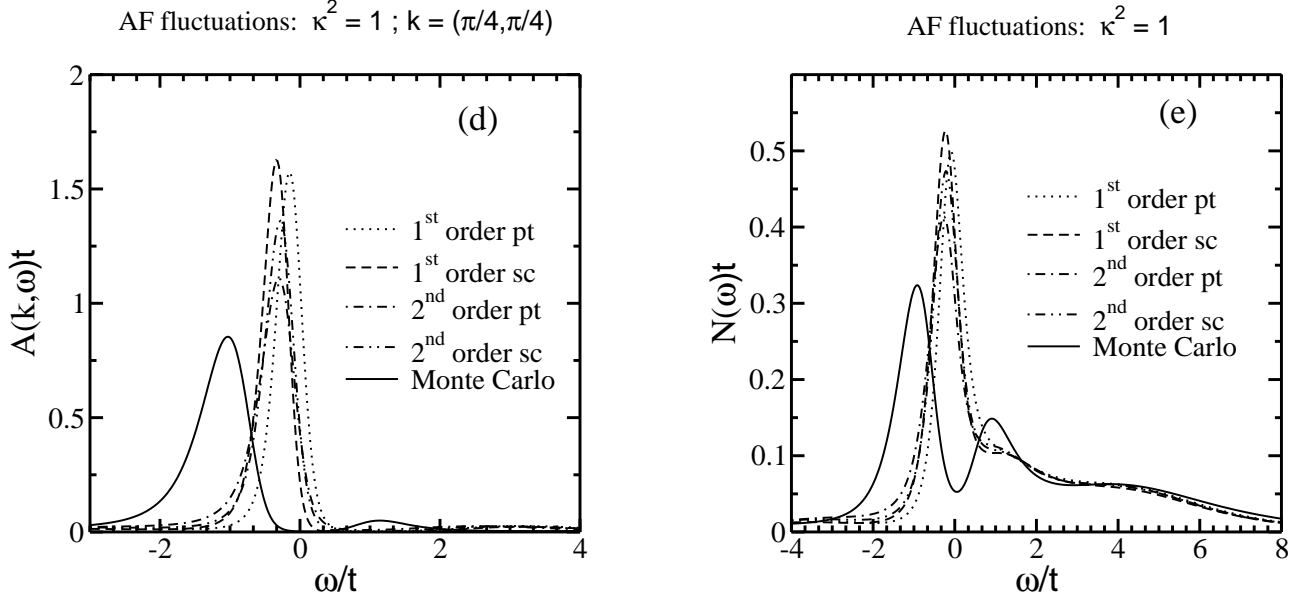 AF fluctuations: κ² = 1 ; k = (π/4,π/4)
2
1.5
1
0.5
0
A(k,ω)t
(d)
1st order pt
1st order sc
2nd order pt
2nd order sc
Monte Carlo
-2
0
2
4
ω/t
AF fluctuations: κ² = 1
0.5
0.4
0.3
0.2
0.1
0
N(ω)t
(e)
1st order pt
1st order sc
2nd order pt
2nd order sc
Monte Carlo
-4
-2
0
2
4
6
8
ω/t